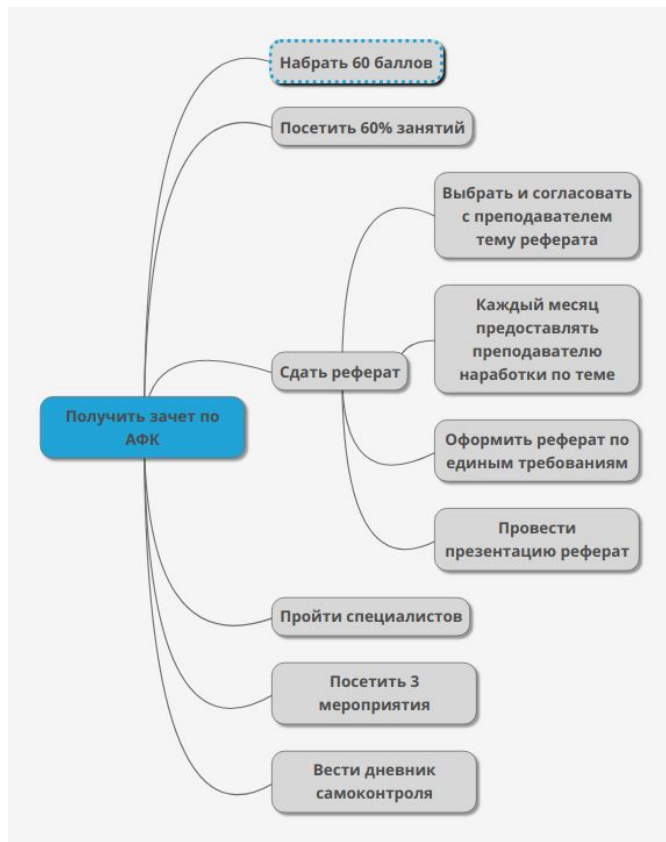 Набрать 60 баллов
Посетить 60% занятий
Выбрать и согласовать
с преподавателем
тему реферата
Каждый месяц
предоставлять
преподавателю
наработки по теме
Сдать реферат
Получить зачет по
АФК
Оформить реферат по
единым требованиям
Провести
презентацию реферат
Пройти специалистов
Посетить 3
мероприятия
Вести дневник
самоконтроля